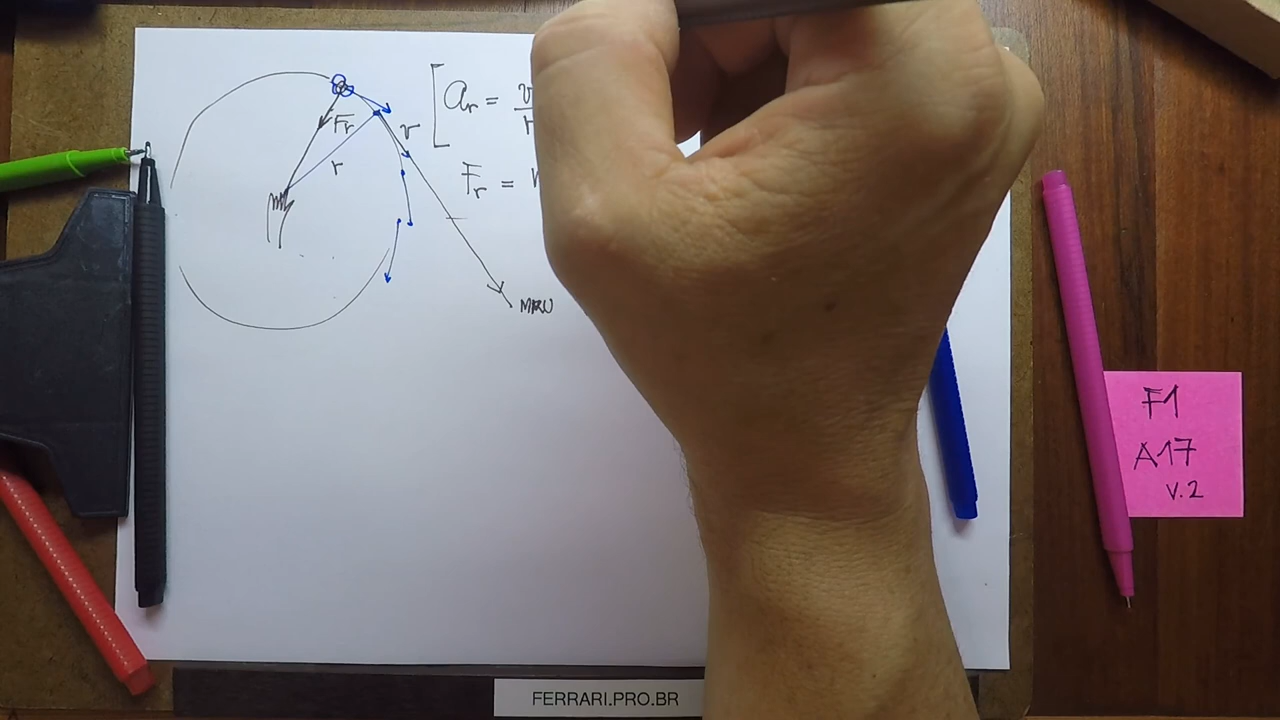 Fr
r
v
MRU
ar = v/r
Fr =
F1
A17
v.2
FERRARI.PRO.BR